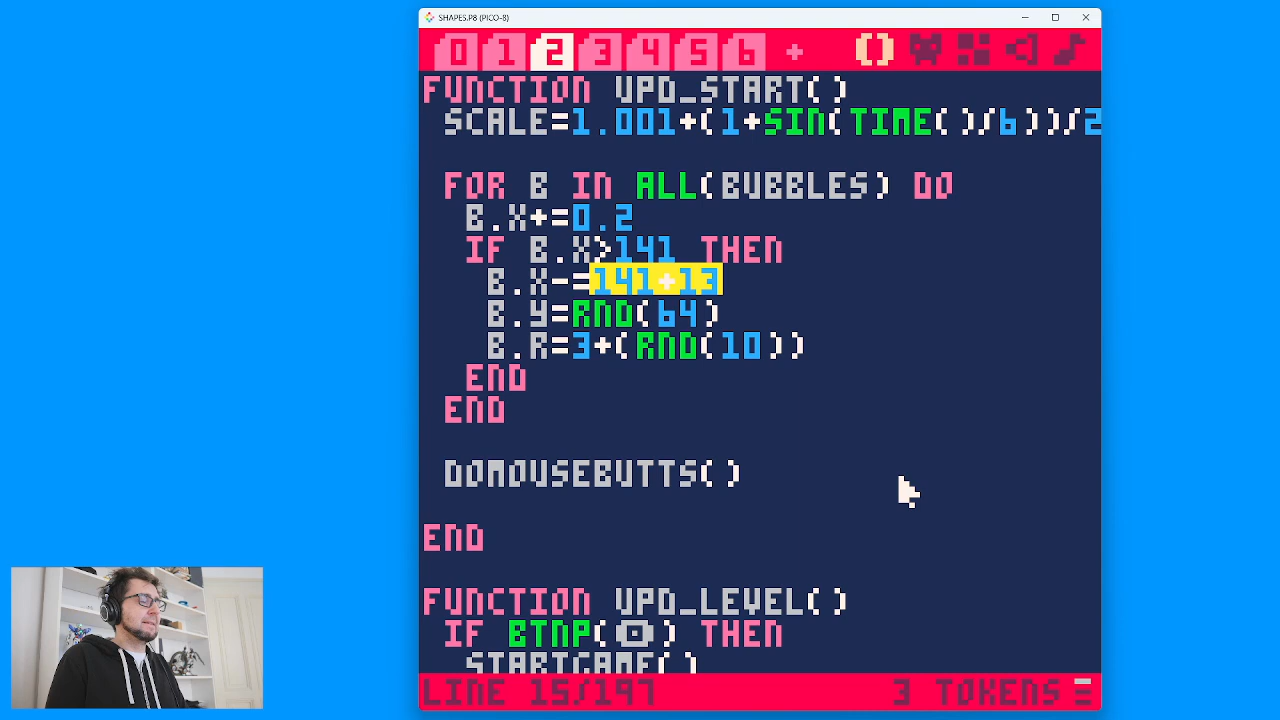 SHAPES.P8 (PICO-8)
0 1 2 3 4 5 6 +
FUNCTION UPD_START()
SCALE=1.001+(1+SIN(TIME()/6))/2
FOR B IN ALL(BUBBLES) DO
B.X+=0.2
IF B.X>141 THEN
B.X-=141+13
B.Y=RND(64)
B.R=3+(RND(10))
END
END
DOMOUSEBUTTS()
END
FUNCTION UPD_LEVEL()
IF BTNP(🅾️) THEN
STARTGAME()
LINE 15/197 3 TOKENS